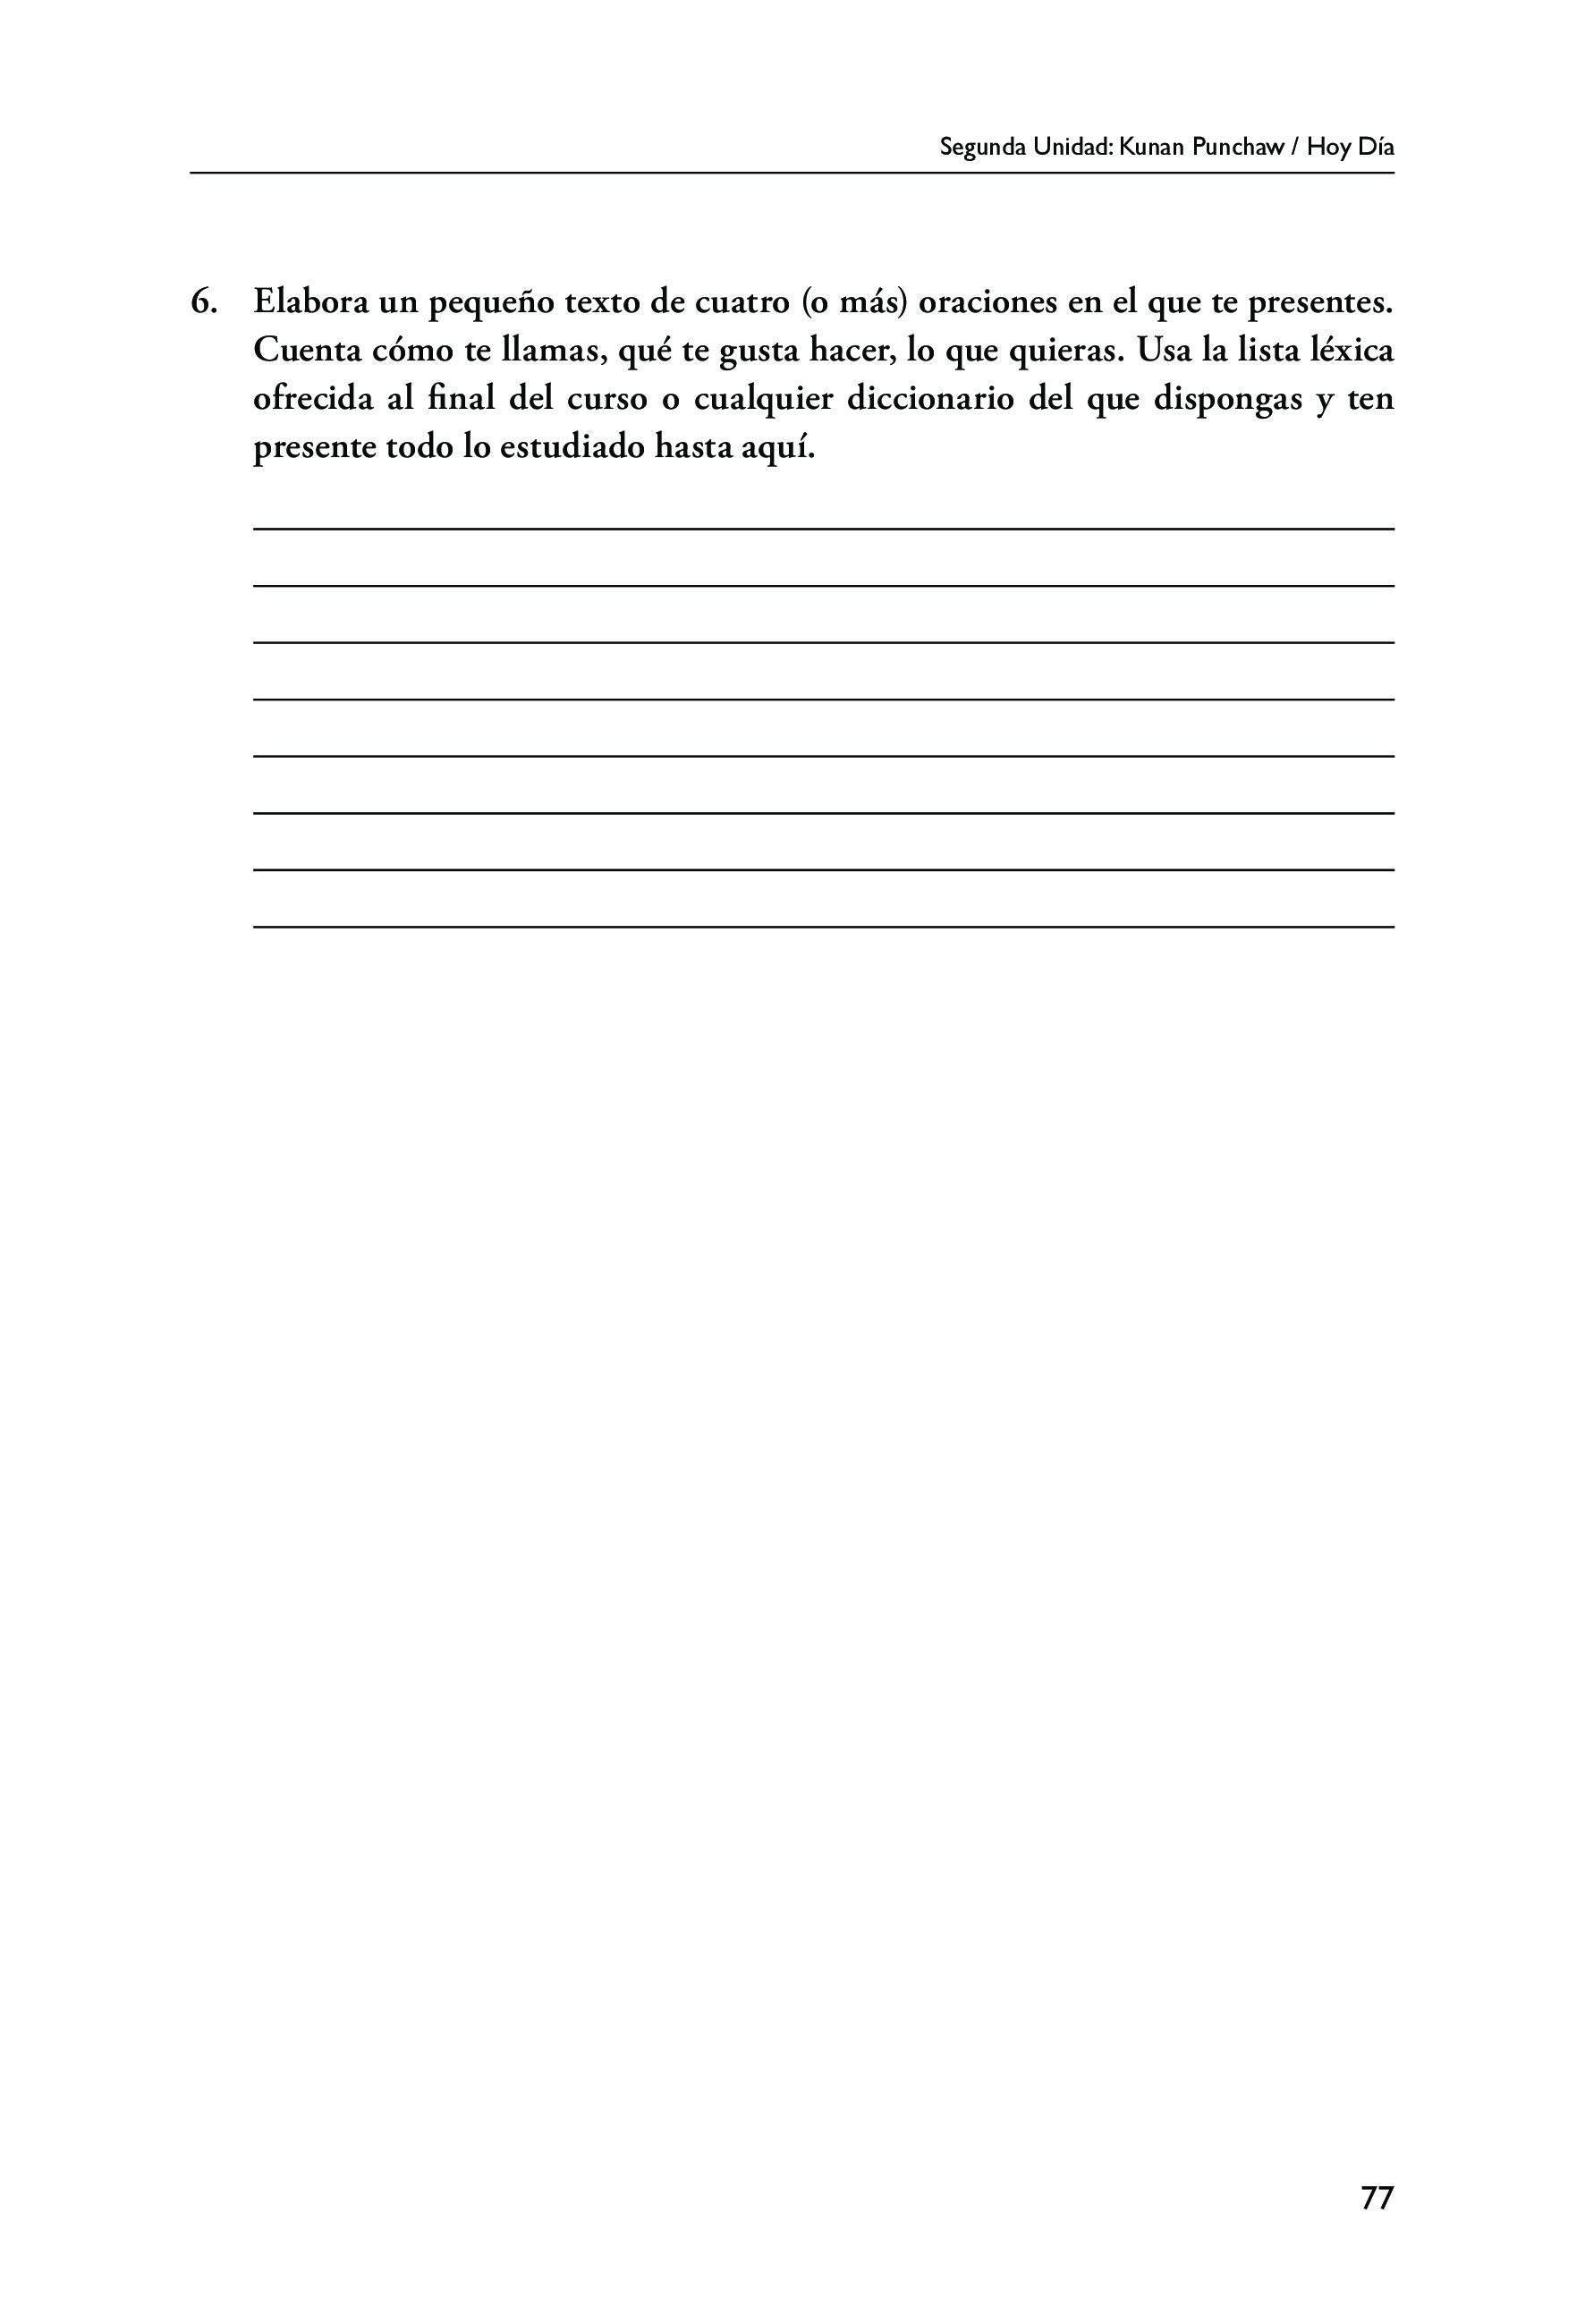 Segunda Unidad: Kunan Punchaw / Hoy Día
6. Elabora un pequeño texto de cuatro (o más) oraciones en el que te presentes.
Cuenta cómo te llamas, qué te gusta hacer, lo que quieras. Usa la lista léxica
ofrecida al final del curso o cualquier diccionario del que dispongas y ten
presente todo lo estudiado hasta aquí.
77